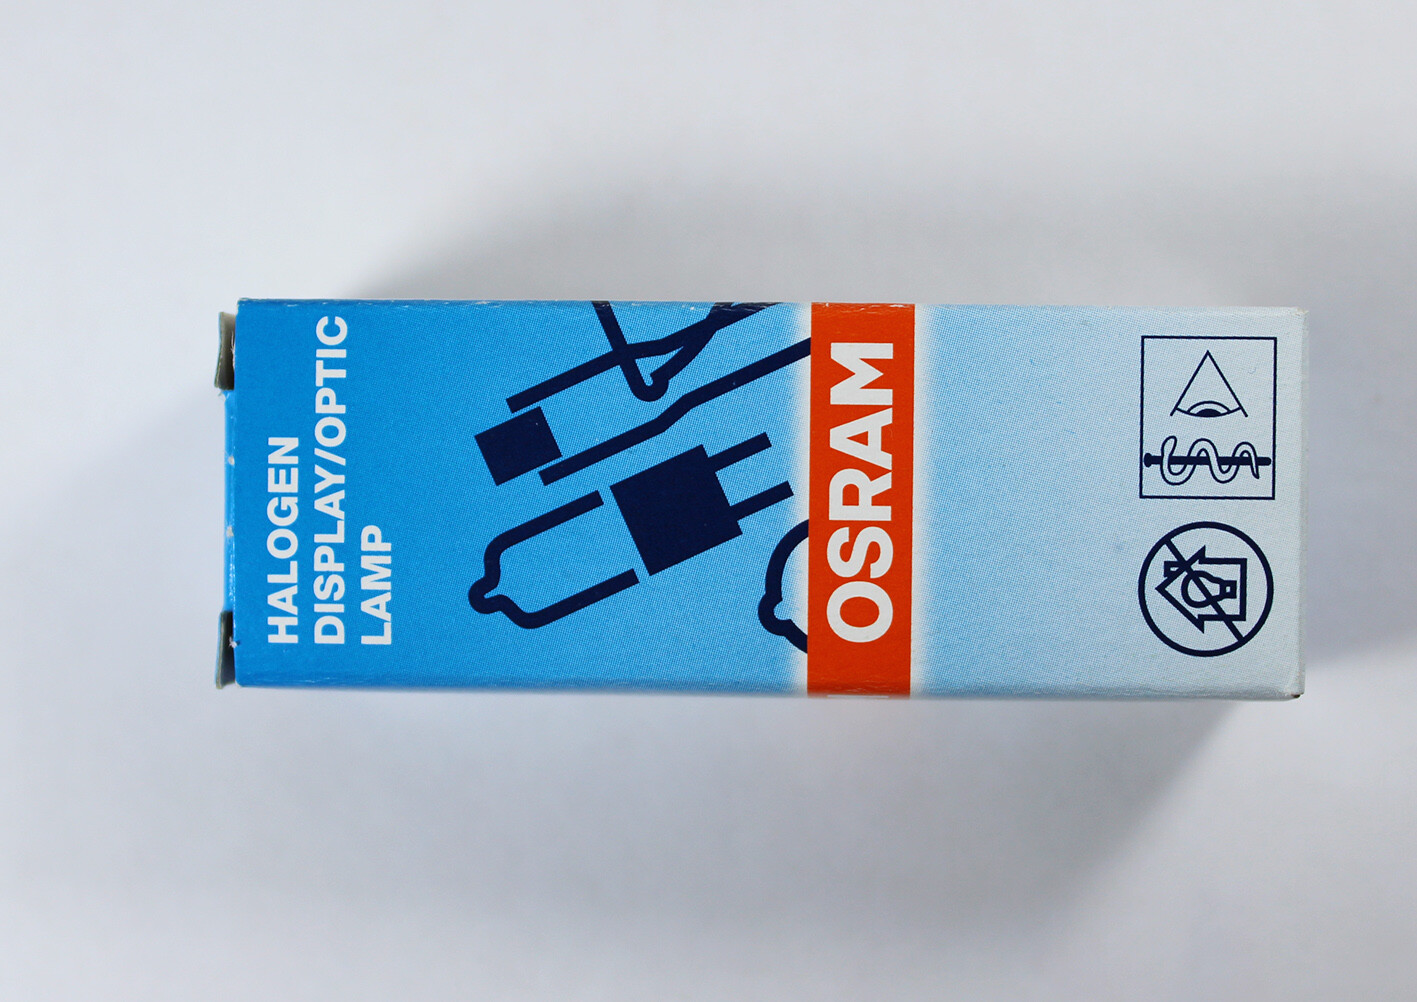 HALOGEN
DISPLAY/OPTIC
LAMP
OSRAM